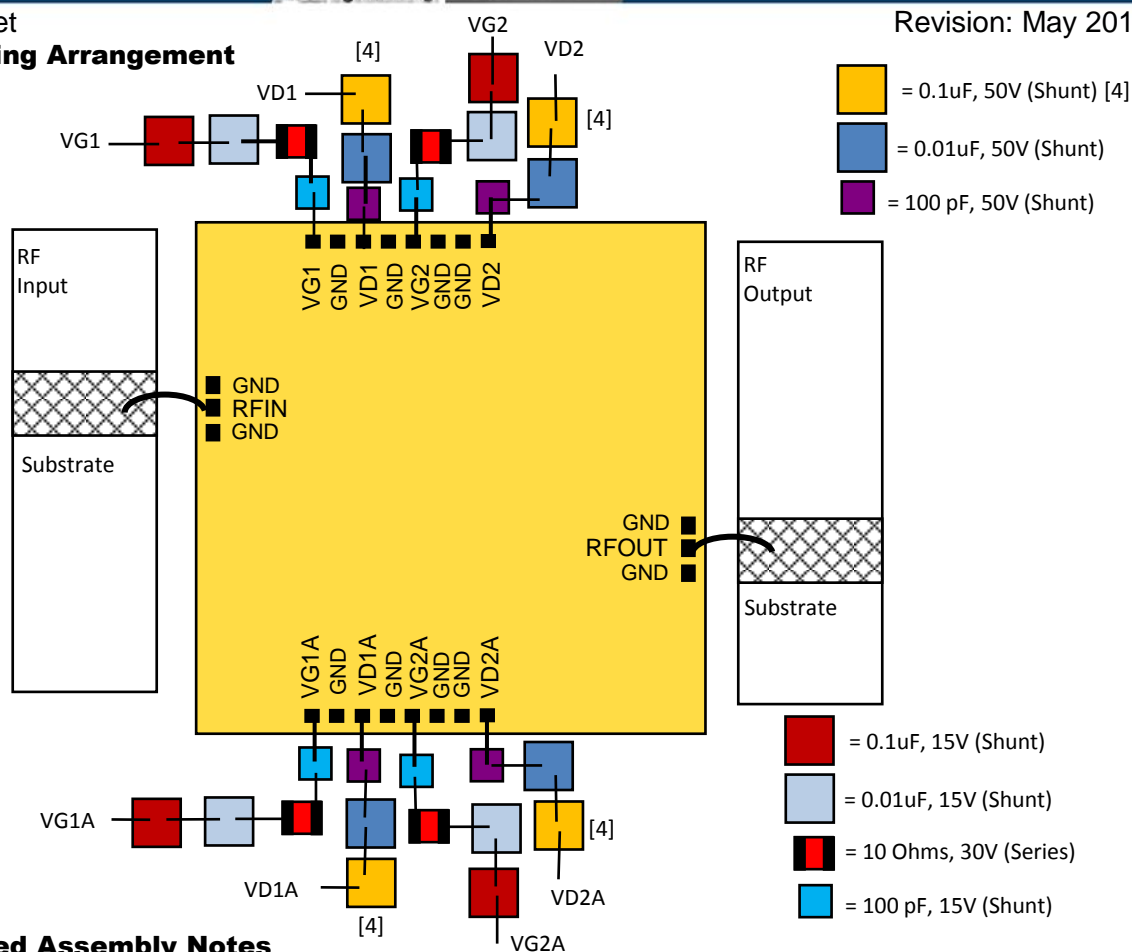 Revision: May 201
ing Arrangement
VG2
[4]
VD2
VD1
[4]
VG1
= 0.1uF, 50V (Shunt) [4]
= 0.01uF, 50V (Shunt)
= 100 pF, 50V (Shunt)
VG1
GND
VD1
GND
VG2
GND
GND
VD2
RF
Input
RF
Output
GND
RFIN
GND
Substrate
GND
RFOUT
GND
Substrate
VG1A
GND
VD1A
GND
VG2A
GND
GND
VD2A
= 0.1uF, 15V (Shunt)
= 0.01uF, 15V (Shunt)
= 10 Ohms, 30V (Series)
= 100 pF, 15V (Shunt)
VG1A
[4]
VD1A
VD2A
[4]
VG2A
ed Assembly Notes